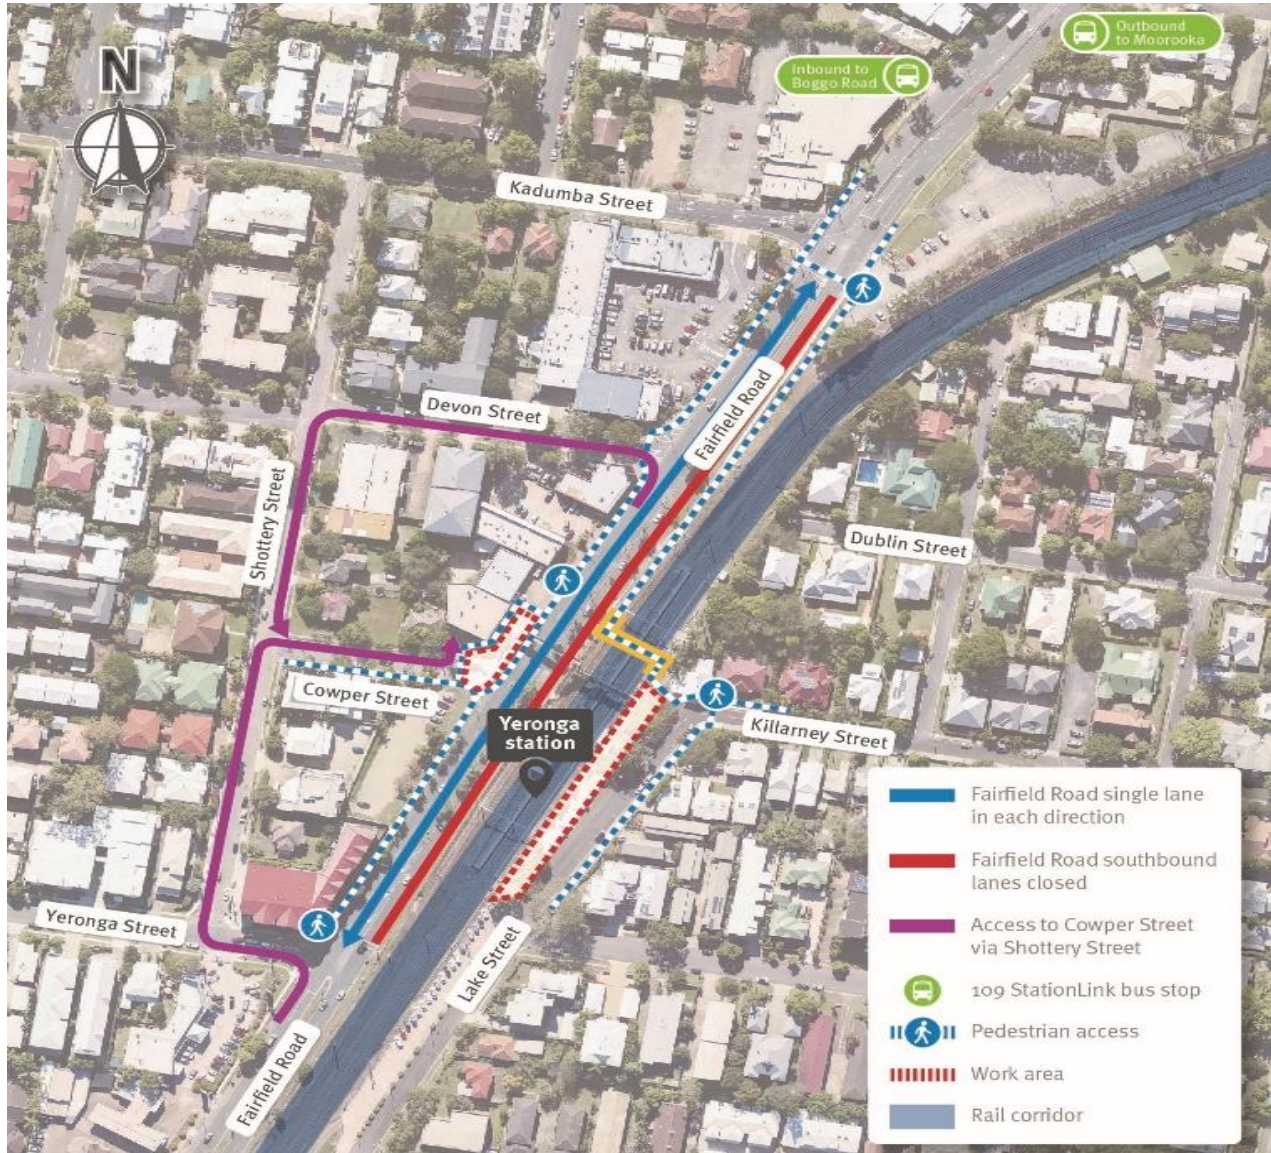 Outbound
to Moorooka
Inbound to
Boggo Road
N
Kadumba Street
Devon Street
Fairfield Road
Shottery Street
Dublin Street
Cowper Street
Yeronga
station
Killarney Street
Yeronga Street
Lake Street
Fairfield Road
Fairfield Road single lane
in each direction
Fairfield Road southbound
lanes closed
Access to Cowper Street
via Shottery Street
109 StationLink bus stop
Pedestrian access
Work area
Rail corridor